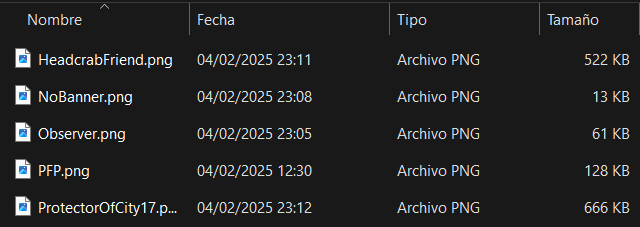 Nombre Fecha Tipo Tamaño
HeadcrabFriend.png 04/02/2025 23:11 Archivo PNG 522 KB
NoBanner.png 04/02/2025 23:08 Archivo PNG 13 KB
Observer.png 04/02/2025 23:05 Archivo PNG 61 KB
PFP.png 04/02/2025 12:30 Archivo PNG 128 KB
ProtectorOfCity17.p... 04/02/2025 23:12 Archivo PNG 666 KB